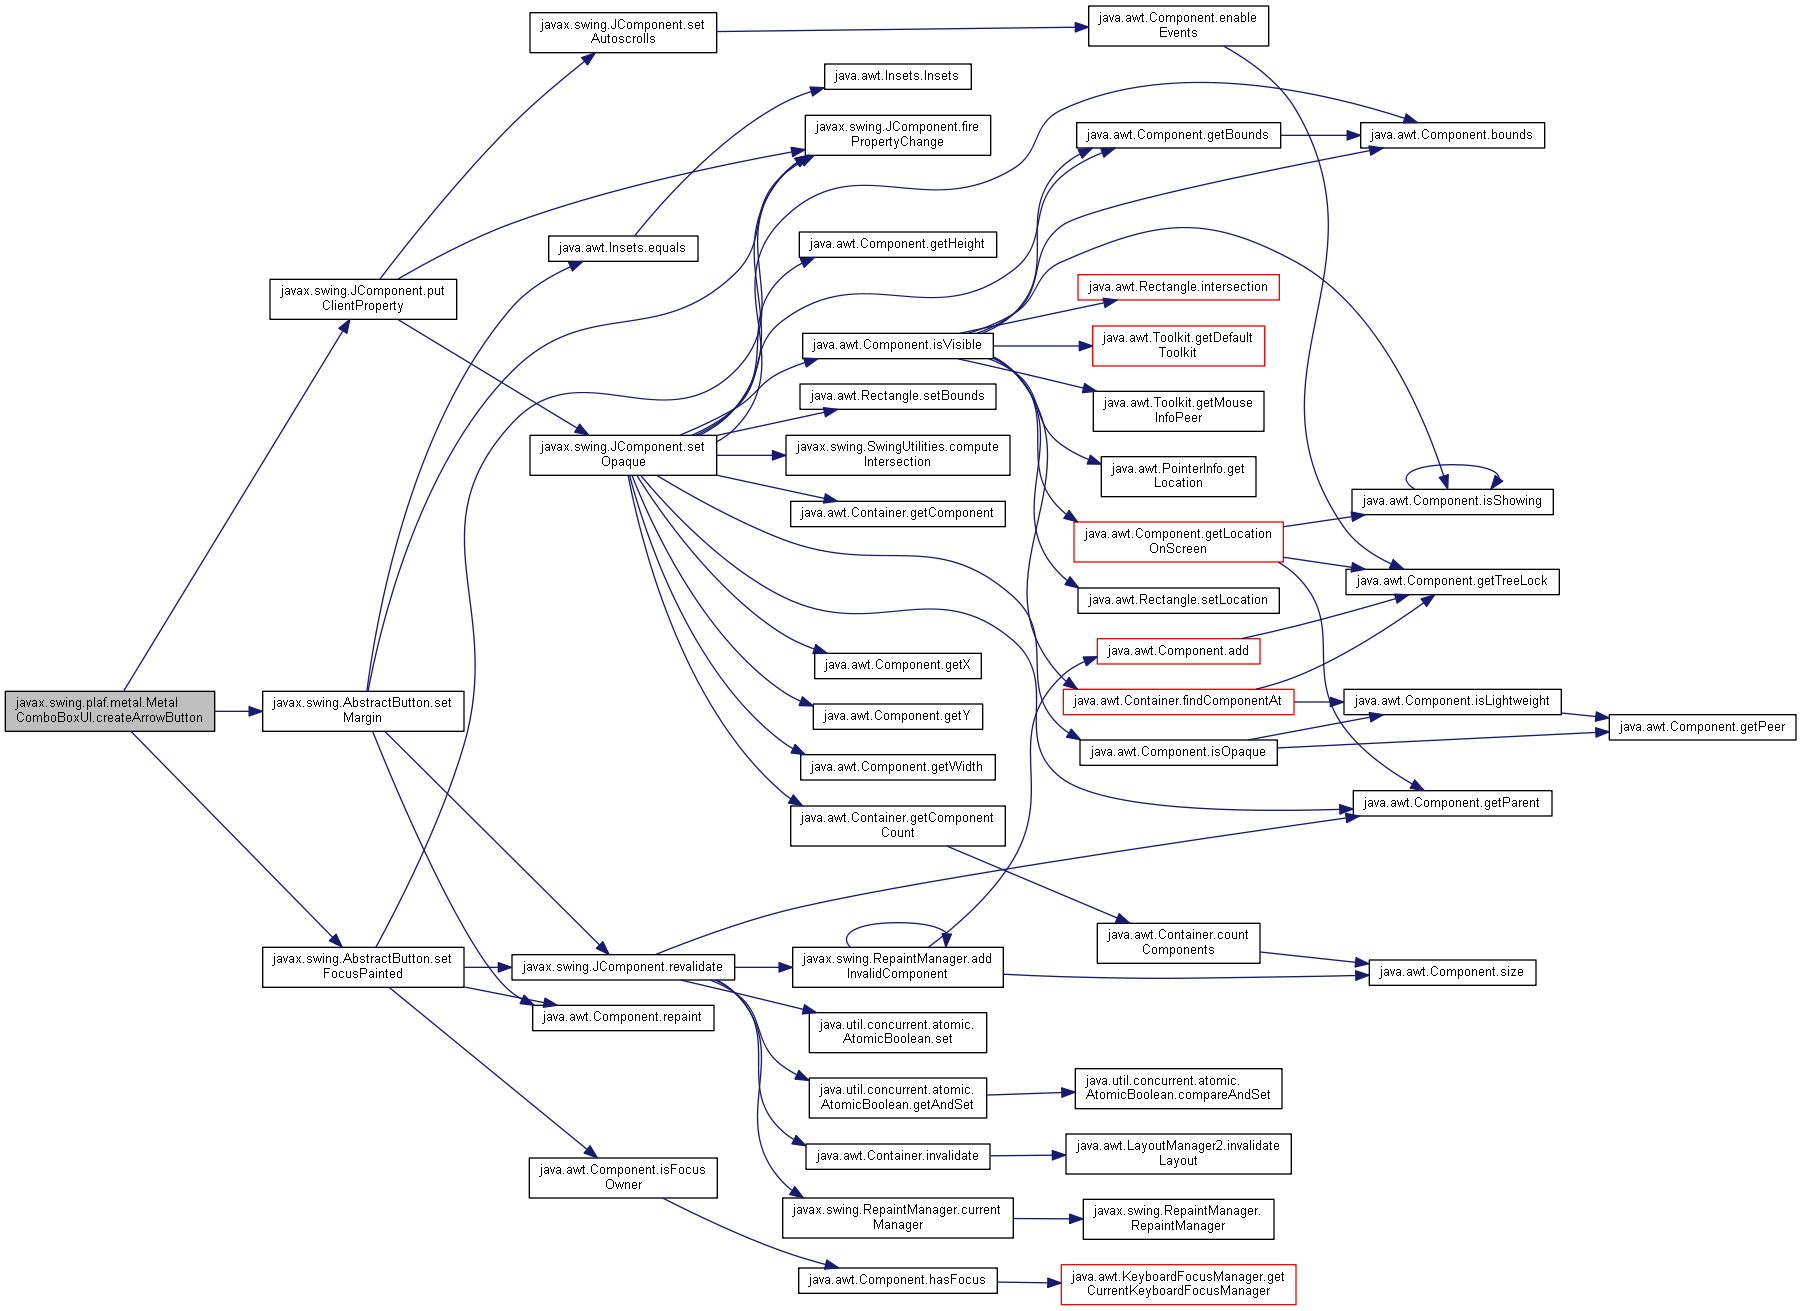 javax.swing.plaf.metal.Metal
ComboBoxUI.createArrowButton
javax.swing.JComponent.put
ClientProperty
javax.swing.AbstractButton.set
Margin
javax.swing.AbstractButton.set
FocusPainted
javax.swing.JComponent.set
Autoscrolls
java.awt.Insets.equals
javax.swing.JComponent.set
Opaque
javax.swing.JComponent.revalidate
java.awt.Component.repaint
java.awt.Component.isFocus
Owner
java.awt.Insets.Insets
javax.swing.JComponent.fire
PropertyChange
java.awt.Component.getHeight
java.awt.Component.isVisible
java.awt.Rectangle.setBounds
javax.swing.SwingUtilities.compute
Intersection
java.awt.Container.getComponent
java.awt.Component.getX
java.awt.Component.getY
java.awt.Component.getWidth
java.awt.Container.getComponent
Count
javax.swing.RepaintManager.add
InvalidComponent
java.util.concurrent.atomic.
AtomicBoolean.set
java.util.concurrent.atomic.
AtomicBoolean.getAndSet
java.awt.Container.invalidate
javax.swing.RepaintManager.current
Manager
java.awt.Component.hasFocus
java.awt.Component.enable
Events
java.awt.Component.getBounds
java.awt.Rectangle.intersection
java.awt.Toolkit.getDefault
Toolkit
java.awt.Toolkit.getMouse
InfoPeer
java.awt.PointerInfo.get
Location
java.awt.Component.getLocation
OnScreen
java.awt.Rectangle.setLocation
java.awt.Component.add
java.awt.Container.findComponentAt
java.awt.Component.isOpaque
java.awt.Container.count
Components
java.util.concurrent.atomic.
AtomicBoolean.compareAndSet
java.awt.LayoutManager2.invalidate
Layout
javax.swing.RepaintManager.
RepaintManager
java.awt.KeyboardFocusManager.get
CurrentKeyboardFocusManager
java.awt.Component.bounds
java.awt.Component.isShowing
java.awt.Component.getTreeLock
java.awt.Component.isLightweight
java.awt.Component.getParent
java.awt.Component.size
java.awt.Component.getPeer